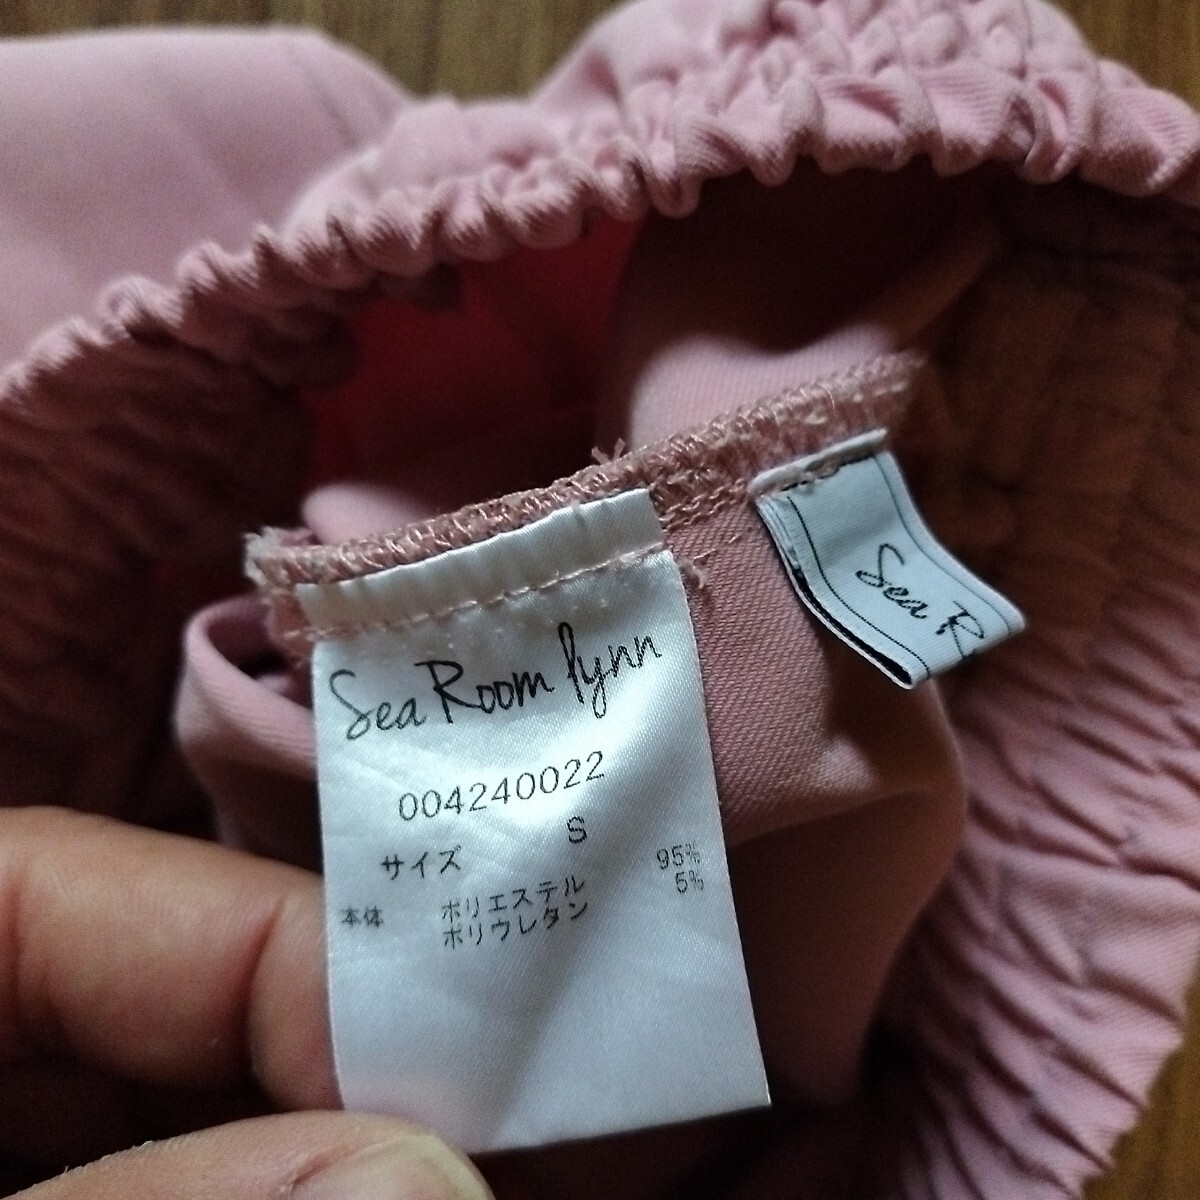 Sea Room lynn
004240022
サイズ S
本体 ポリエステル 95%
ポリウレタン 5%
Sea R